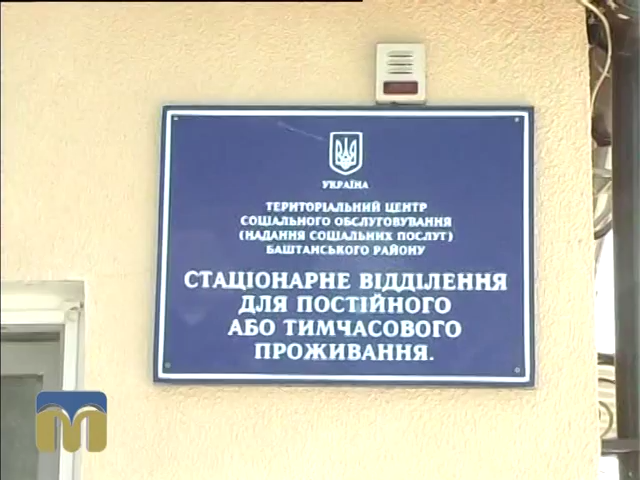 УКРАЇНА
ТЕРИТОРІАЛЬНИЙ ЦЕНТР
СОЦІАЛЬНОГО ОБСЛУГОВУВАННЯ
(НАДАННЯ СОЦІАЛЬНИХ ПОСЛУГ)
БАШТАНСЬКОГО РАЙОНУ
СТАЦІОНАРНЕ ВІДДІЛЕННЯ
ДЛЯ ПОСТІЙНОГО
АБО ТИМЧАСОВОГО
ПРОЖИВАННЯ.
М